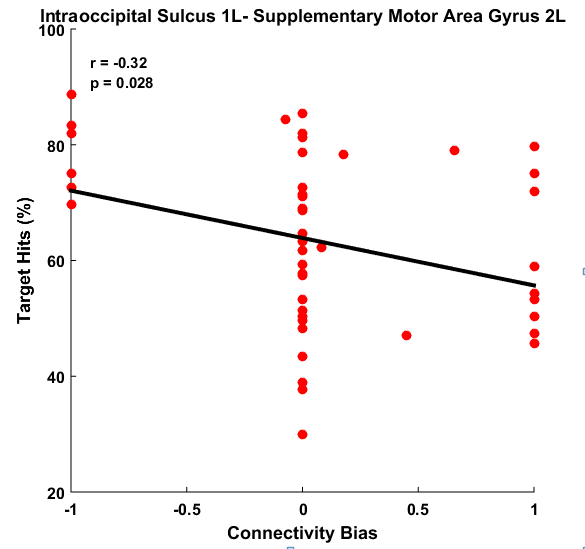 Intraoccipital Sulcus 1L- Supplementary Motor Area Gyrus 2L
100
r = -0.32
p = 0.028
80
60
40
20
Target Hits (%)
-1
-0.5
0
0.5
1
Connectivity Bias